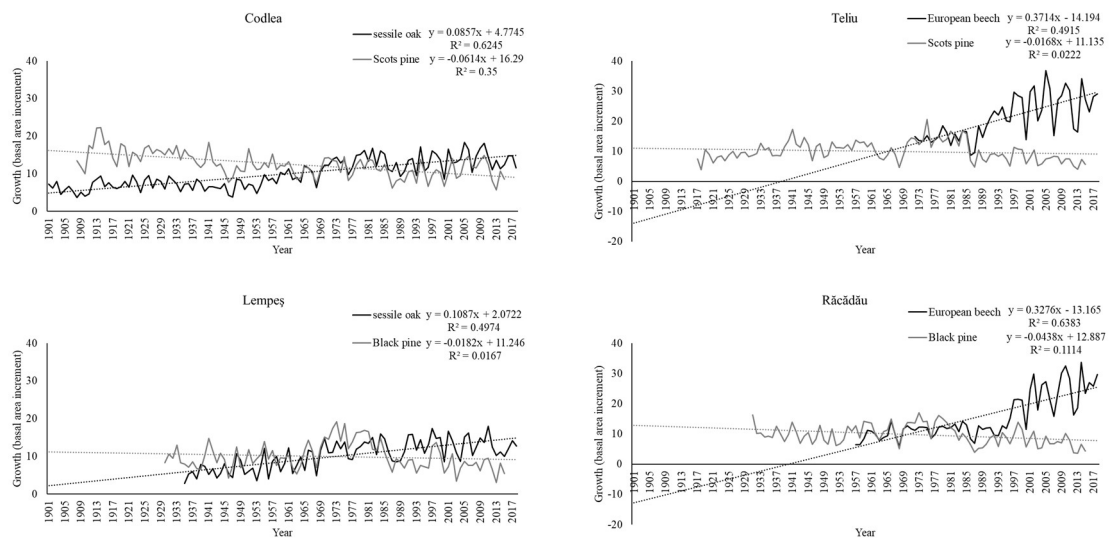 Codlea
sessile oak y = 0.0857x + 4.7745
R² = 0.6245
Scots pine y = -0.0614x + 16.29
R² = 0.35
Growth (basal area increment)
40
30
20
10
0
1901 1905 1909 1913 1917 1921 1925 1929 1933 1937 1941 1945 1949 1953 1957 1961 1965 1969 1973 1977 1981 1985 1989 1993 1997 2001 2005 2009 2013 2017
Year
Teliu
European beech y = 0.3714x - 14.194
R² = 0.4915
Scots pine y = -0.0168x + 11.135
R² = 0.0222
Growth (basal area increment)
40
30
20
10
0
-10
-20
1901 1905 1909 1913 1917 1921 1925 1929 1933 1937 1941 1945 1949 1953 1957 1961 1965 1969 1973 1977 1981 1985 1989 1993 1997 2001 2005 2009 2013 2017
Year
Lempeş
sessile oak y = 0.1087x + 2.0722
R² = 0.4974
Black pine y = -0.0182x + 11.246
R² = 0.0167
Growth (basal area increment)
40
30
20
10
0
1901 1905 1909 1913 1917 1921 1925 1929 1933 1937 1941 1945 1949 1953 1957 1961 1965 1969 1973 1977 1981 1985 1989 1993 1997 2001 2005 2009 2013 2017
Year
Răcădău
European beech y = 0.3276x - 13.165
R² = 0.6383
Black pine y = -0.0438x + 12.887
R² = 0.1114
Growth (basal area increment)
40
30
20
10
0
-10
-20
1901 1905 1909 1913 1917 1921 1925 1929 1933 1937 1941 1945 1949 1953 1957 1961 1965 1969 1973 1977 1981 1985 1989 1993 1997 2001 2005 2009 2013 2017
Year